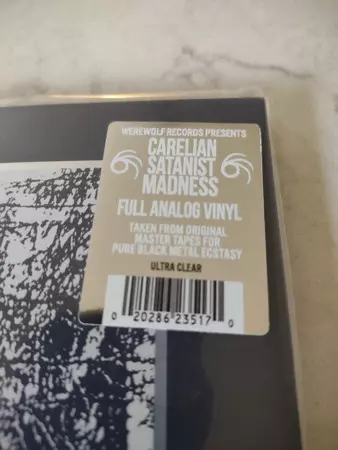 WEREWOLF RECORDS PRESENTS
CARELIAN
SATANIST
MADNESS
FULL ANALOG VINYL
TAKEN FROM ORIGINAL
MASTER TAPES FOR
PURE BLACK METAL ECSTASY
ULTRA CLEAR
0 20286 23517 0